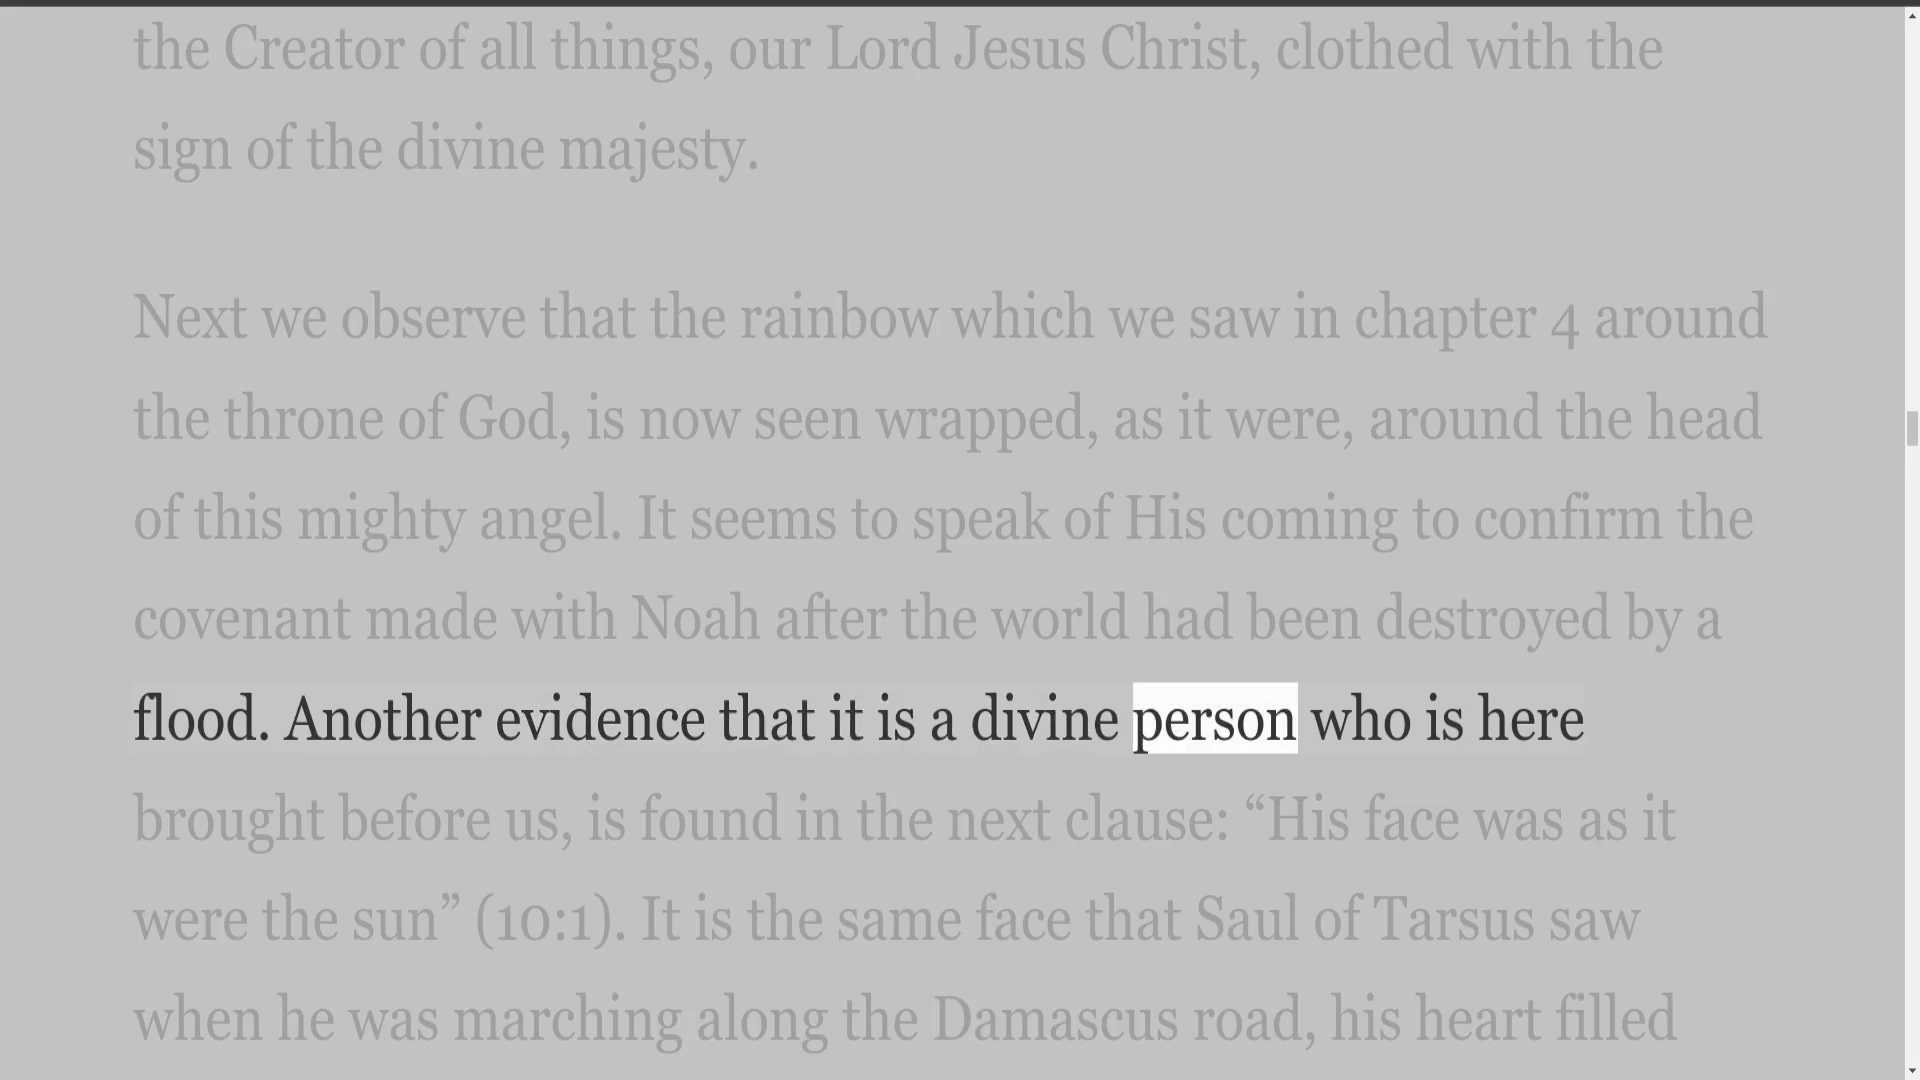 the Creator of all things, our Lord Jesus Christ, clothed with the
sign of the divine majesty.
Next we observe that the rainbow which we saw in chapter 4 around
the throne of God, is now seen wrapped, as it were, around the head
of this mighty angel. It seems to speak of His coming to confirm the
covenant made with Noah after the world had been destroyed by a
flood. Another evidence that it is a divine person who is here
brought before us, is found in the next clause: “His face was as it
were the sun” (10:1). It is the same face that Saul of Tarsus saw
when he was marching along the Damascus road, his heart filled